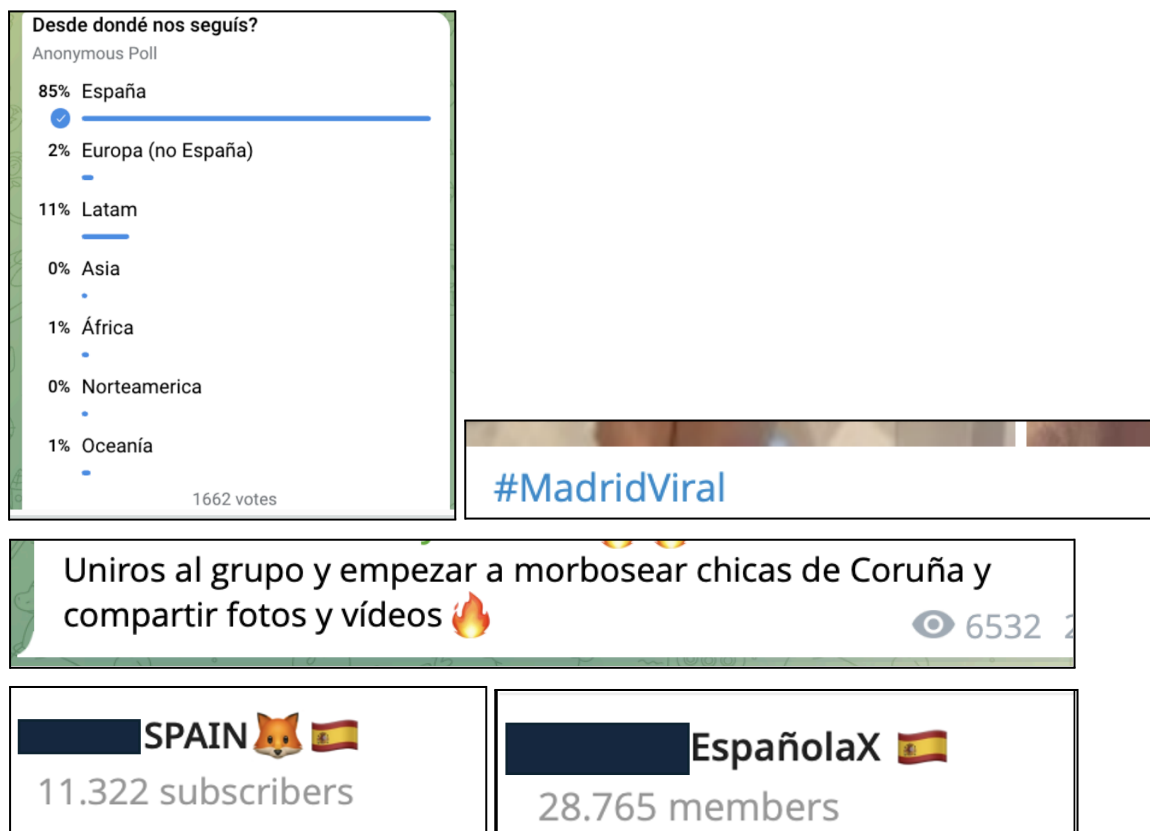 Desde dondé nos seguís?
Anonymous Poll
85% España
2% Europa (no España)
11% Latam
0% Asia
1% África
0% Norteamerica
1% Oceanía
1662 votes
#MadridViral
Uniros al grupo y empezar a morbosear chicas de Coruña y
compartir fotos y vídeos 🔥
6532
SPAIN🦊🇪🇸
11.322 subscribers
EspañolaX 🇪🇸
28.765 members